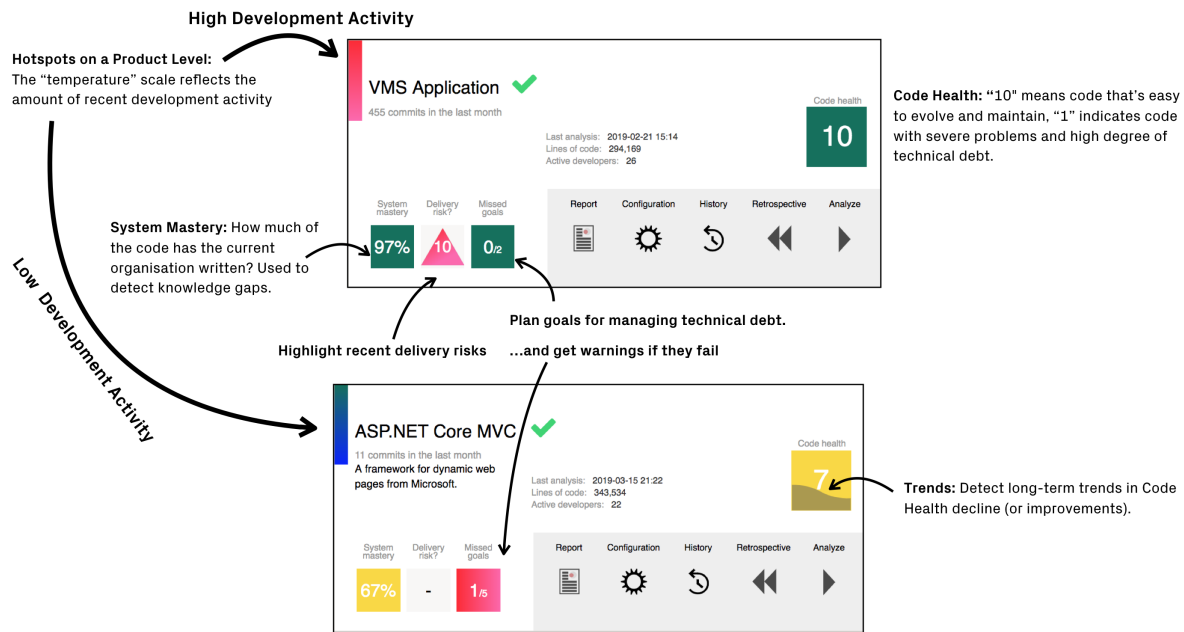 High Development Activity
Hotspots on a Product Level:
The “temperature” scale reflects the
amount of recent development activity
VMS Application
455 commits in the last month
Last analysis: 2019-02-21 15:14
Lines of code: 294,169
Active developers: 26
Code health
10
Code Health: “10" means code that’s easy
to evolve and maintain, “1” indicates code
with severe problems and high degree of
technical debt.
System
mastery
Delivery
risk?
Missed
goals
97%
10
0/2
Report
Configuration
History
Retrospective
Analyze
System Mastery: How much of
the code has the current
organisation written? Used to
detect knowledge gaps.
Low Development Activity
Plan goals for managing technical debt.
Highlight recent delivery risks
...and get warnings if they fail
ASP.NET Core MVC
11 commits in the last month
A framework for dynamic web
pages from Microsoft.
Last analysis: 2019-03-15 21:22
Lines of code: 343,534
Active developers: 22
Code health
7
Trends: Detect long-term trends in Code
Health decline (or improvements).
System
mastery
Delivery
risk?
Missed
goals
67%
-
1/5
Report
Configuration
History
Retrospective
Analyze